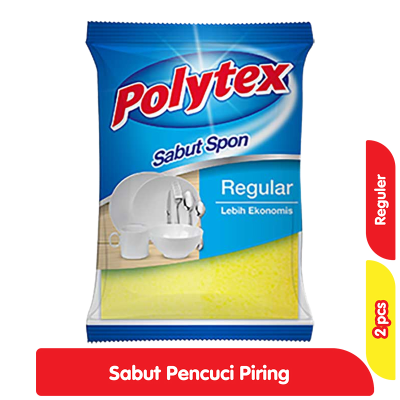 Polytex
Sabut Spon
Regular
Lebih Ekonomis
Reguler
2 pcs
Sabut Pencuci Piring